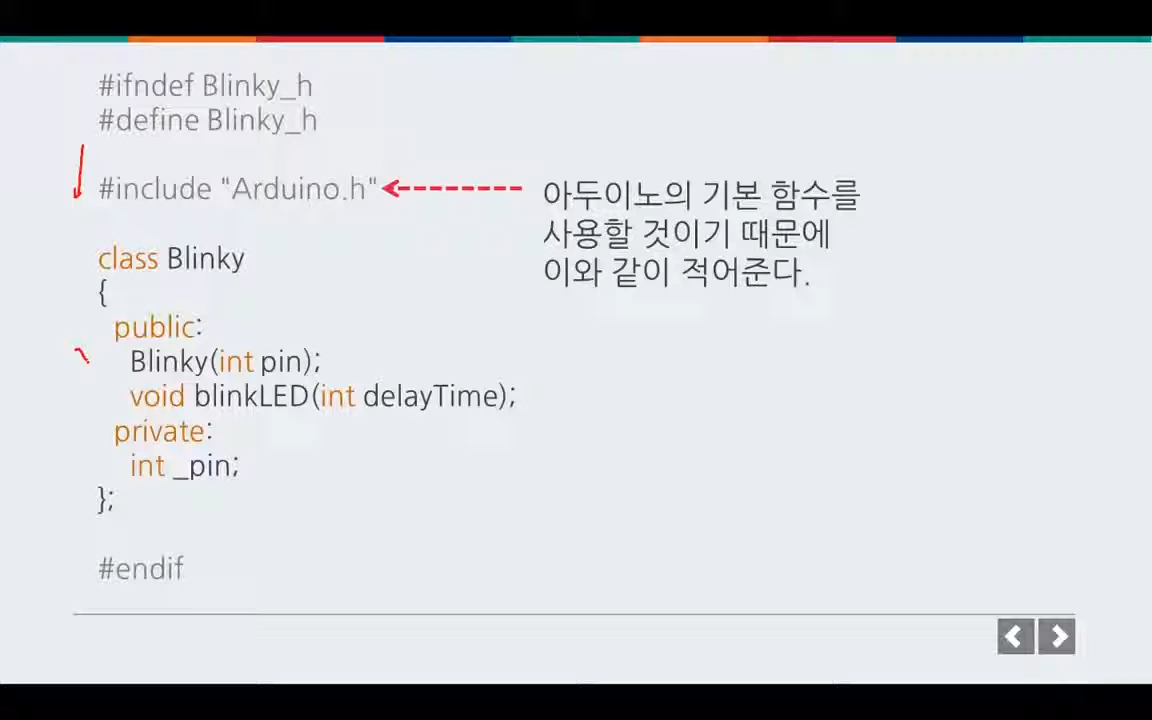 #ifndef Blinky_h
#define Blinky_h
#include "Arduino.h"
아두이노의 기본 함수를
사용할 것이기 때문에
이와 같이 적어준다.
class Blinky
{
public:
Blinky(int pin);
void blinkLED(int delayTime);
private:
int _pin;
};
#endif